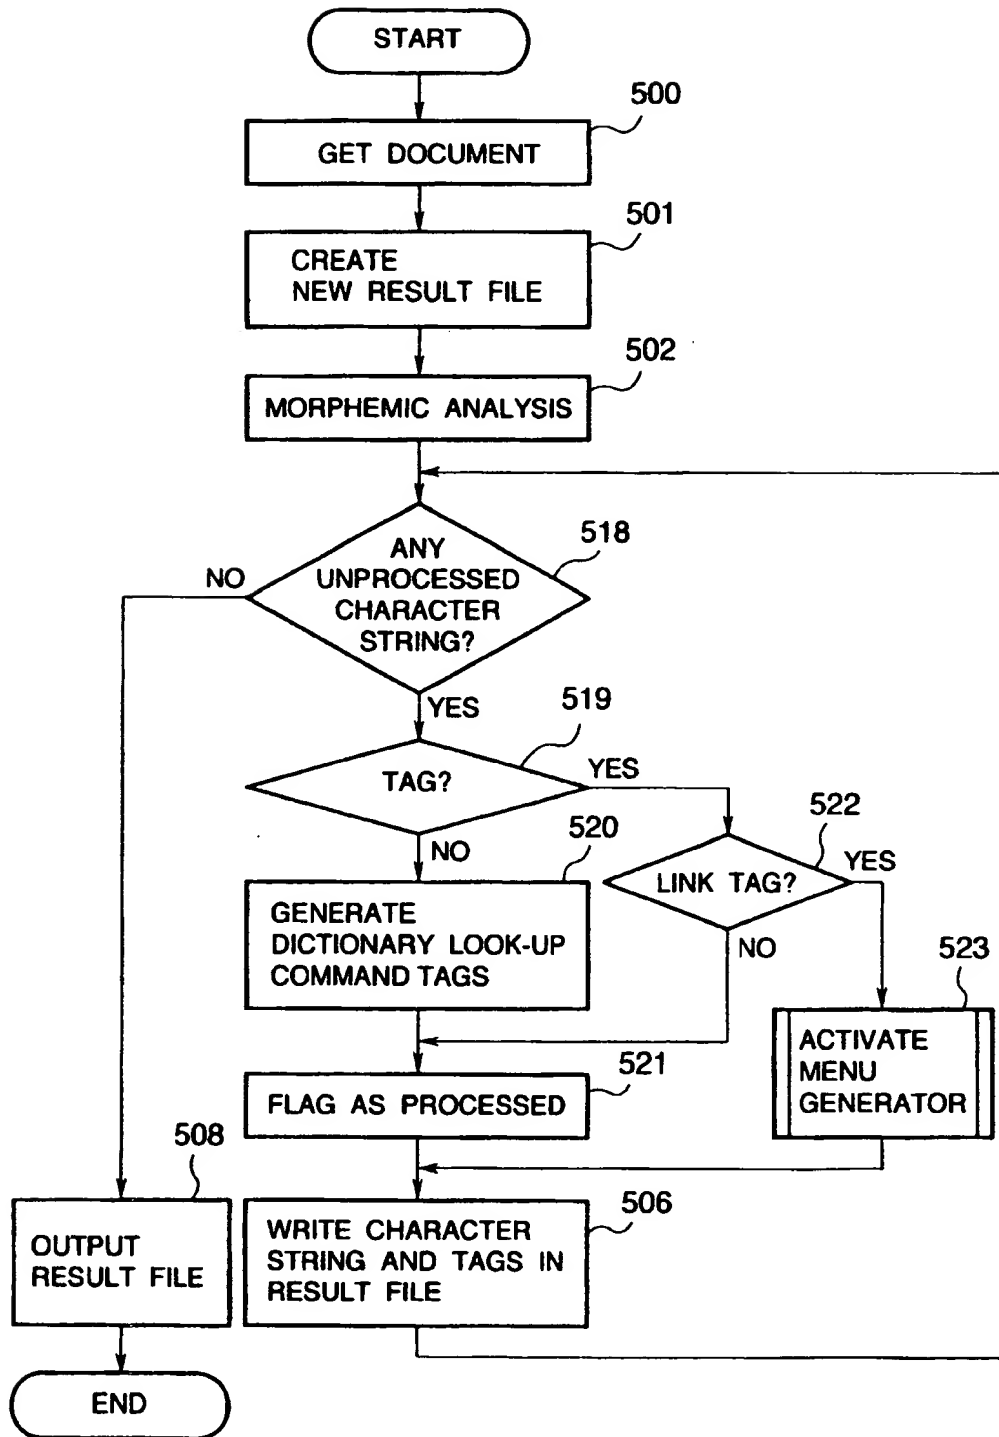 START
500
GET DOCUMENT
501
CREATE
NEW RESULT FILE
502
MORPHEMIC ANALYSIS
518
ANY
UNPROCESSED
CHARACTER
STRING?
NO
YES
519
TAG?
YES
NO
520
522
LINK TAG?
YES
NO
GENERATE
DICTIONARY LOOK-UP
COMMAND TAGS
523
ACTIVATE
MENU
GENERATOR
521
FLAG AS PROCESSED
508
OUTPUT
RESULT FILE
506
WRITE CHARACTER
STRING AND TAGS IN
RESULT FILE
END